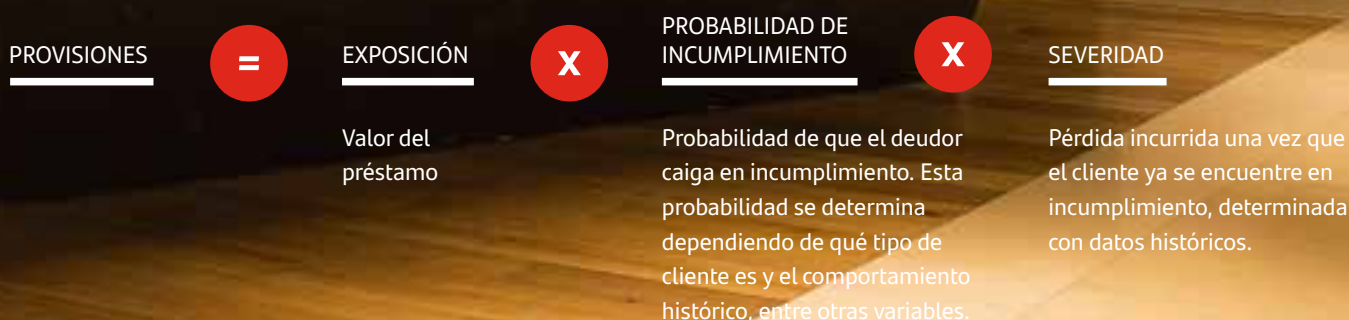 PROVISIONES
=
EXPOSICIÓN
Valor del
préstamo
X
PROBABILIDAD DE
INCUMPLIMIENTO
Probabilidad de que el deudor
caiga en incumplimiento. Esta
probabilidad se determina
dependiendo de qué tipo de
cliente es y el comportamiento
histórico, entre otras variables.
X
SEVERIDAD
Pérdida incurrida una vez que
el cliente ya se encuentre en
incumplimiento, determinada
con datos históricos.